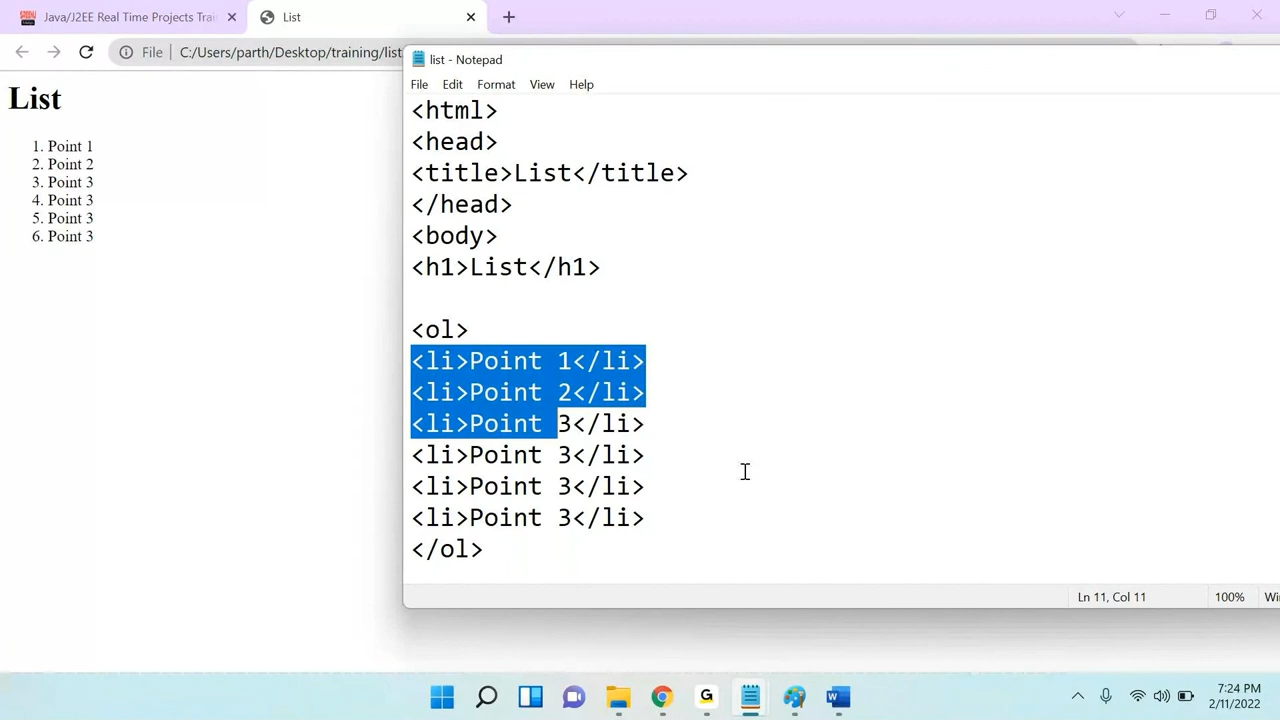 Java/J2EE Real Time Projects Trai
List
File
C:/Users/parth/Desktop/training/list
List
1. Point 1
2. Point 2
3. Point 3
4. Point 3
5. Point 3
6. Point 3
list - Notepad
File Edit Format View Help
<html>
<head>
<title>List</title>
</head>
<body>
<h1>List</h1>
<ol>
<li>Point 1</li>
<li>Point 2</li>
<li>Point 3</li>
<li>Point 3</li>
<li>Point 3</li>
<li>Point 3</li>
</ol>
Ln 11, Col 11
100%
Wi
7:24 PM
2/11/2022